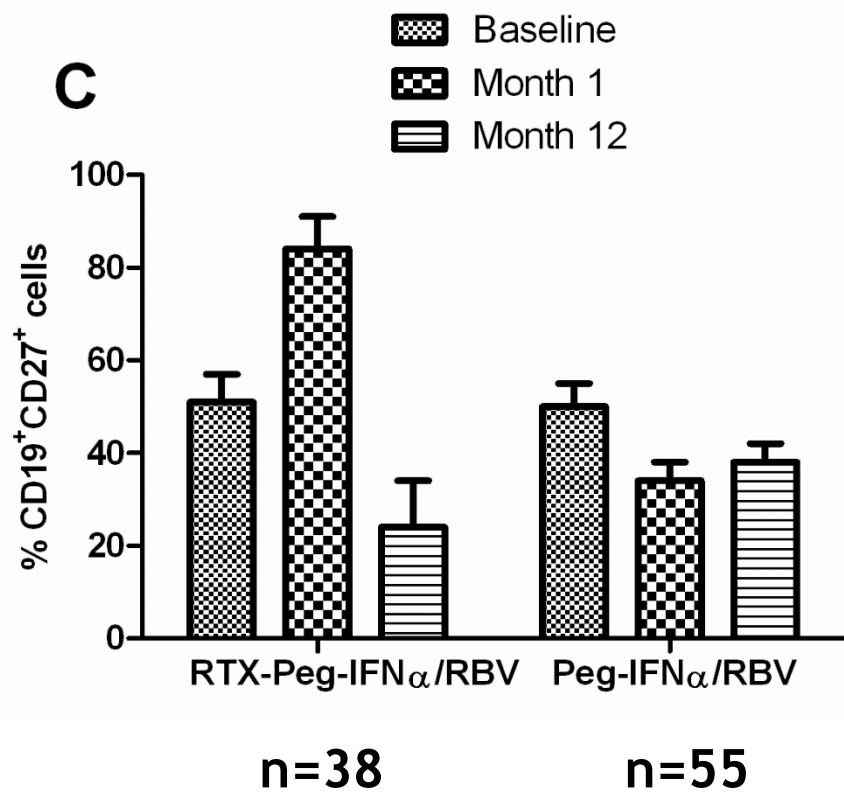 Baseline
C
Month 1
Month 12
100
80
60
40
20
0
% CD19⁺CD27⁺ cells
RTX-Peg-IFNα/RBV
Peg-IFNα/RBV
n=38
n=55